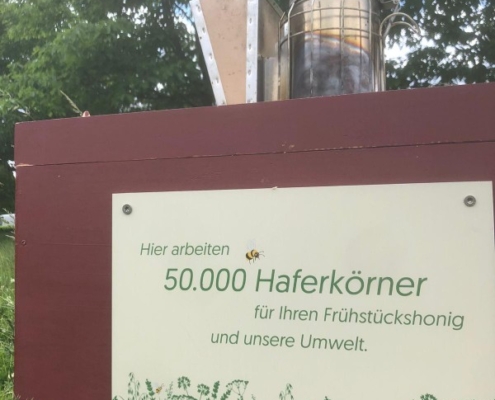 Hier arbeiten
50.000 Haferkörner
für Ihren Frühstückshonig
und unsere Umwelt.